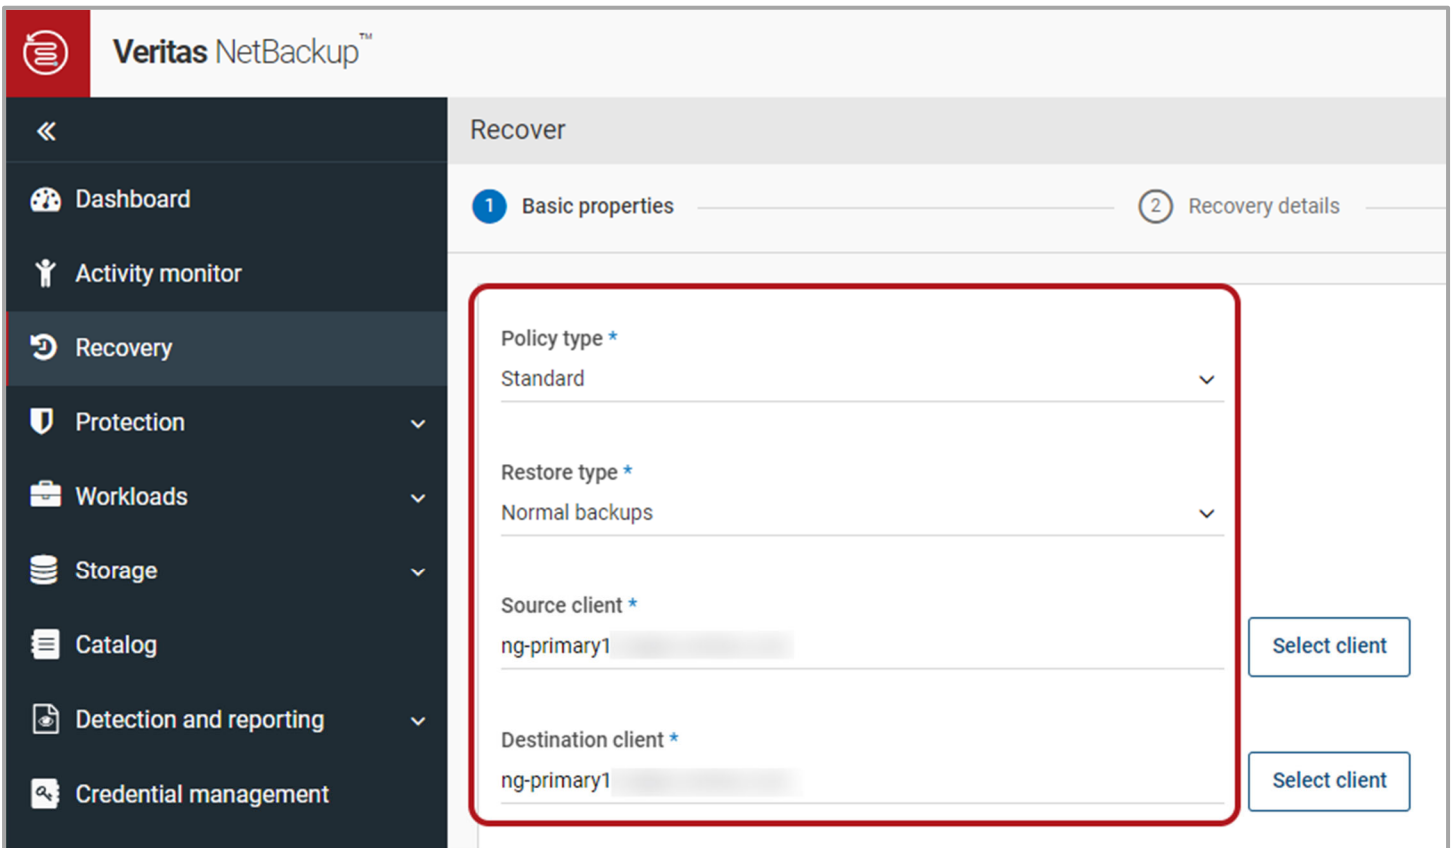 Veritas NetBackup™
Recover
Dashboard
Activity monitor
Recovery
Protection
Workloads
Storage
Catalog
Detection and reporting
Credential management
1 Basic properties
2 Recovery details
Policy type *
Standard
Restore type *
Normal backups
Source client *
ng-primary1
Select client
Destination client *
ng-primary1
Select client